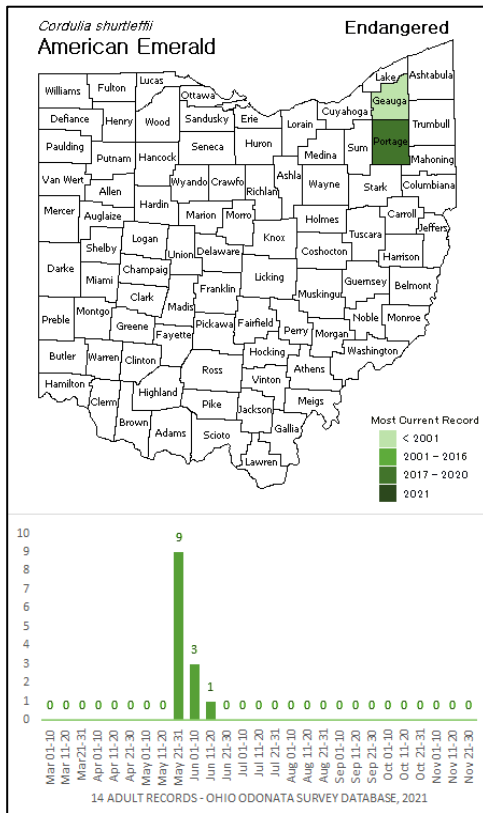 Cordulia shurtleffii
American Emerald
Endangered
Williams Fulton Lucas Ottawa Lake Ashtabula
Geauga
Cuyahoga
Defiance Henry Wood Sandusky Erie Lorain Trumbull
Paulding Putnam Hancock Seneca Huron Medina Sum Portage Mahoning
Van Wert Allen Wyando Crawfo Richlan Ashla Wayne Stark Columbiana
Mercer Auglaize Hardin Marion Morro Holmes Tuscara Carroll Jeffers
Shelby Logan Union Delaware Knox Coshocton Harrison
Darke Miami Champaig Clark Madis Franklin Licking Muskingu Guernsey Belmont
Preble Montgo Greene Fayette Pickawa Fairfield Perry Morgan Noble Monroe
Butler Warren Clinton Ross Hocking Athens Washington
Hamilton Clerm Highland Pike Vinton Jackson Meigs
Brown Adams Scioto Gallia
Lawren
Most Current Record
< 2001
2001 – 2016
2017 – 2020
2021
10
9
8
7
6
5
4
3
2
1
0
0 0 0 0 0 0 0 0 9 3 1 0 0 0 0 0 0 0 0 0 0 0 0 0 0 0 0
Mar 01-10
Mar 11-20
Mar 21-31
Apr 01-10
Apr 11-20
Apr 21-30
May 01-10
May 11-20
May 21-31
Jun 01-10
Jun 11-20
Jun 21-30
Jul 01-10
Jul 11-20
Jul 21-31
Aug 01-10
Aug 11-20
Aug 21-31
Sep 01-10
Sep 11-20
Sep 21-30
Oct 01-10
Oct 11-20
Oct 21-31
Nov 01-10
Nov 11-20
Nov 21-30
14 ADULT RECORDS - OHIO ODONATA SURVEY DATABASE, 2021